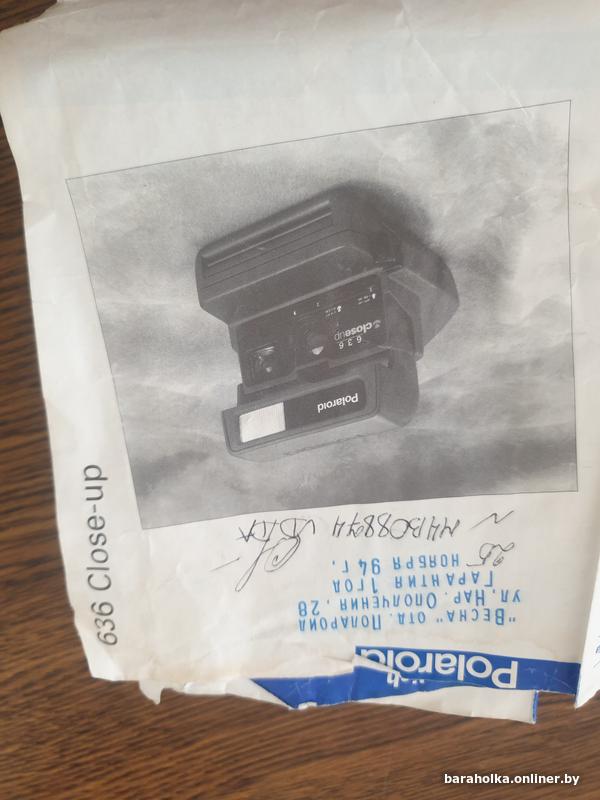 Polaroid
"ВЕСНА" ОТД. ПОЛАРОИД
УЛ. НАР. ОПОЛЧЕНИЯ, 28
ГАРАНТИЯ 1 ГОД
25 НОЯБРЯ 94 г.
Polaroid
636
closeup
636 Close-up
baraholka.onliner.by